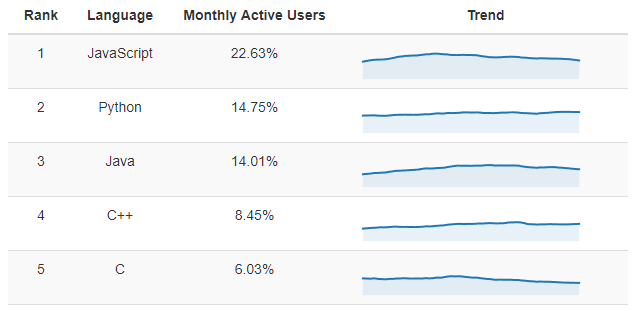 Rank Language Monthly Active Users Trend
1 JavaScript 22.63%
2 Python 14.75%
3 Java 14.01%
4 C++ 8.45%
5 C 6.03%